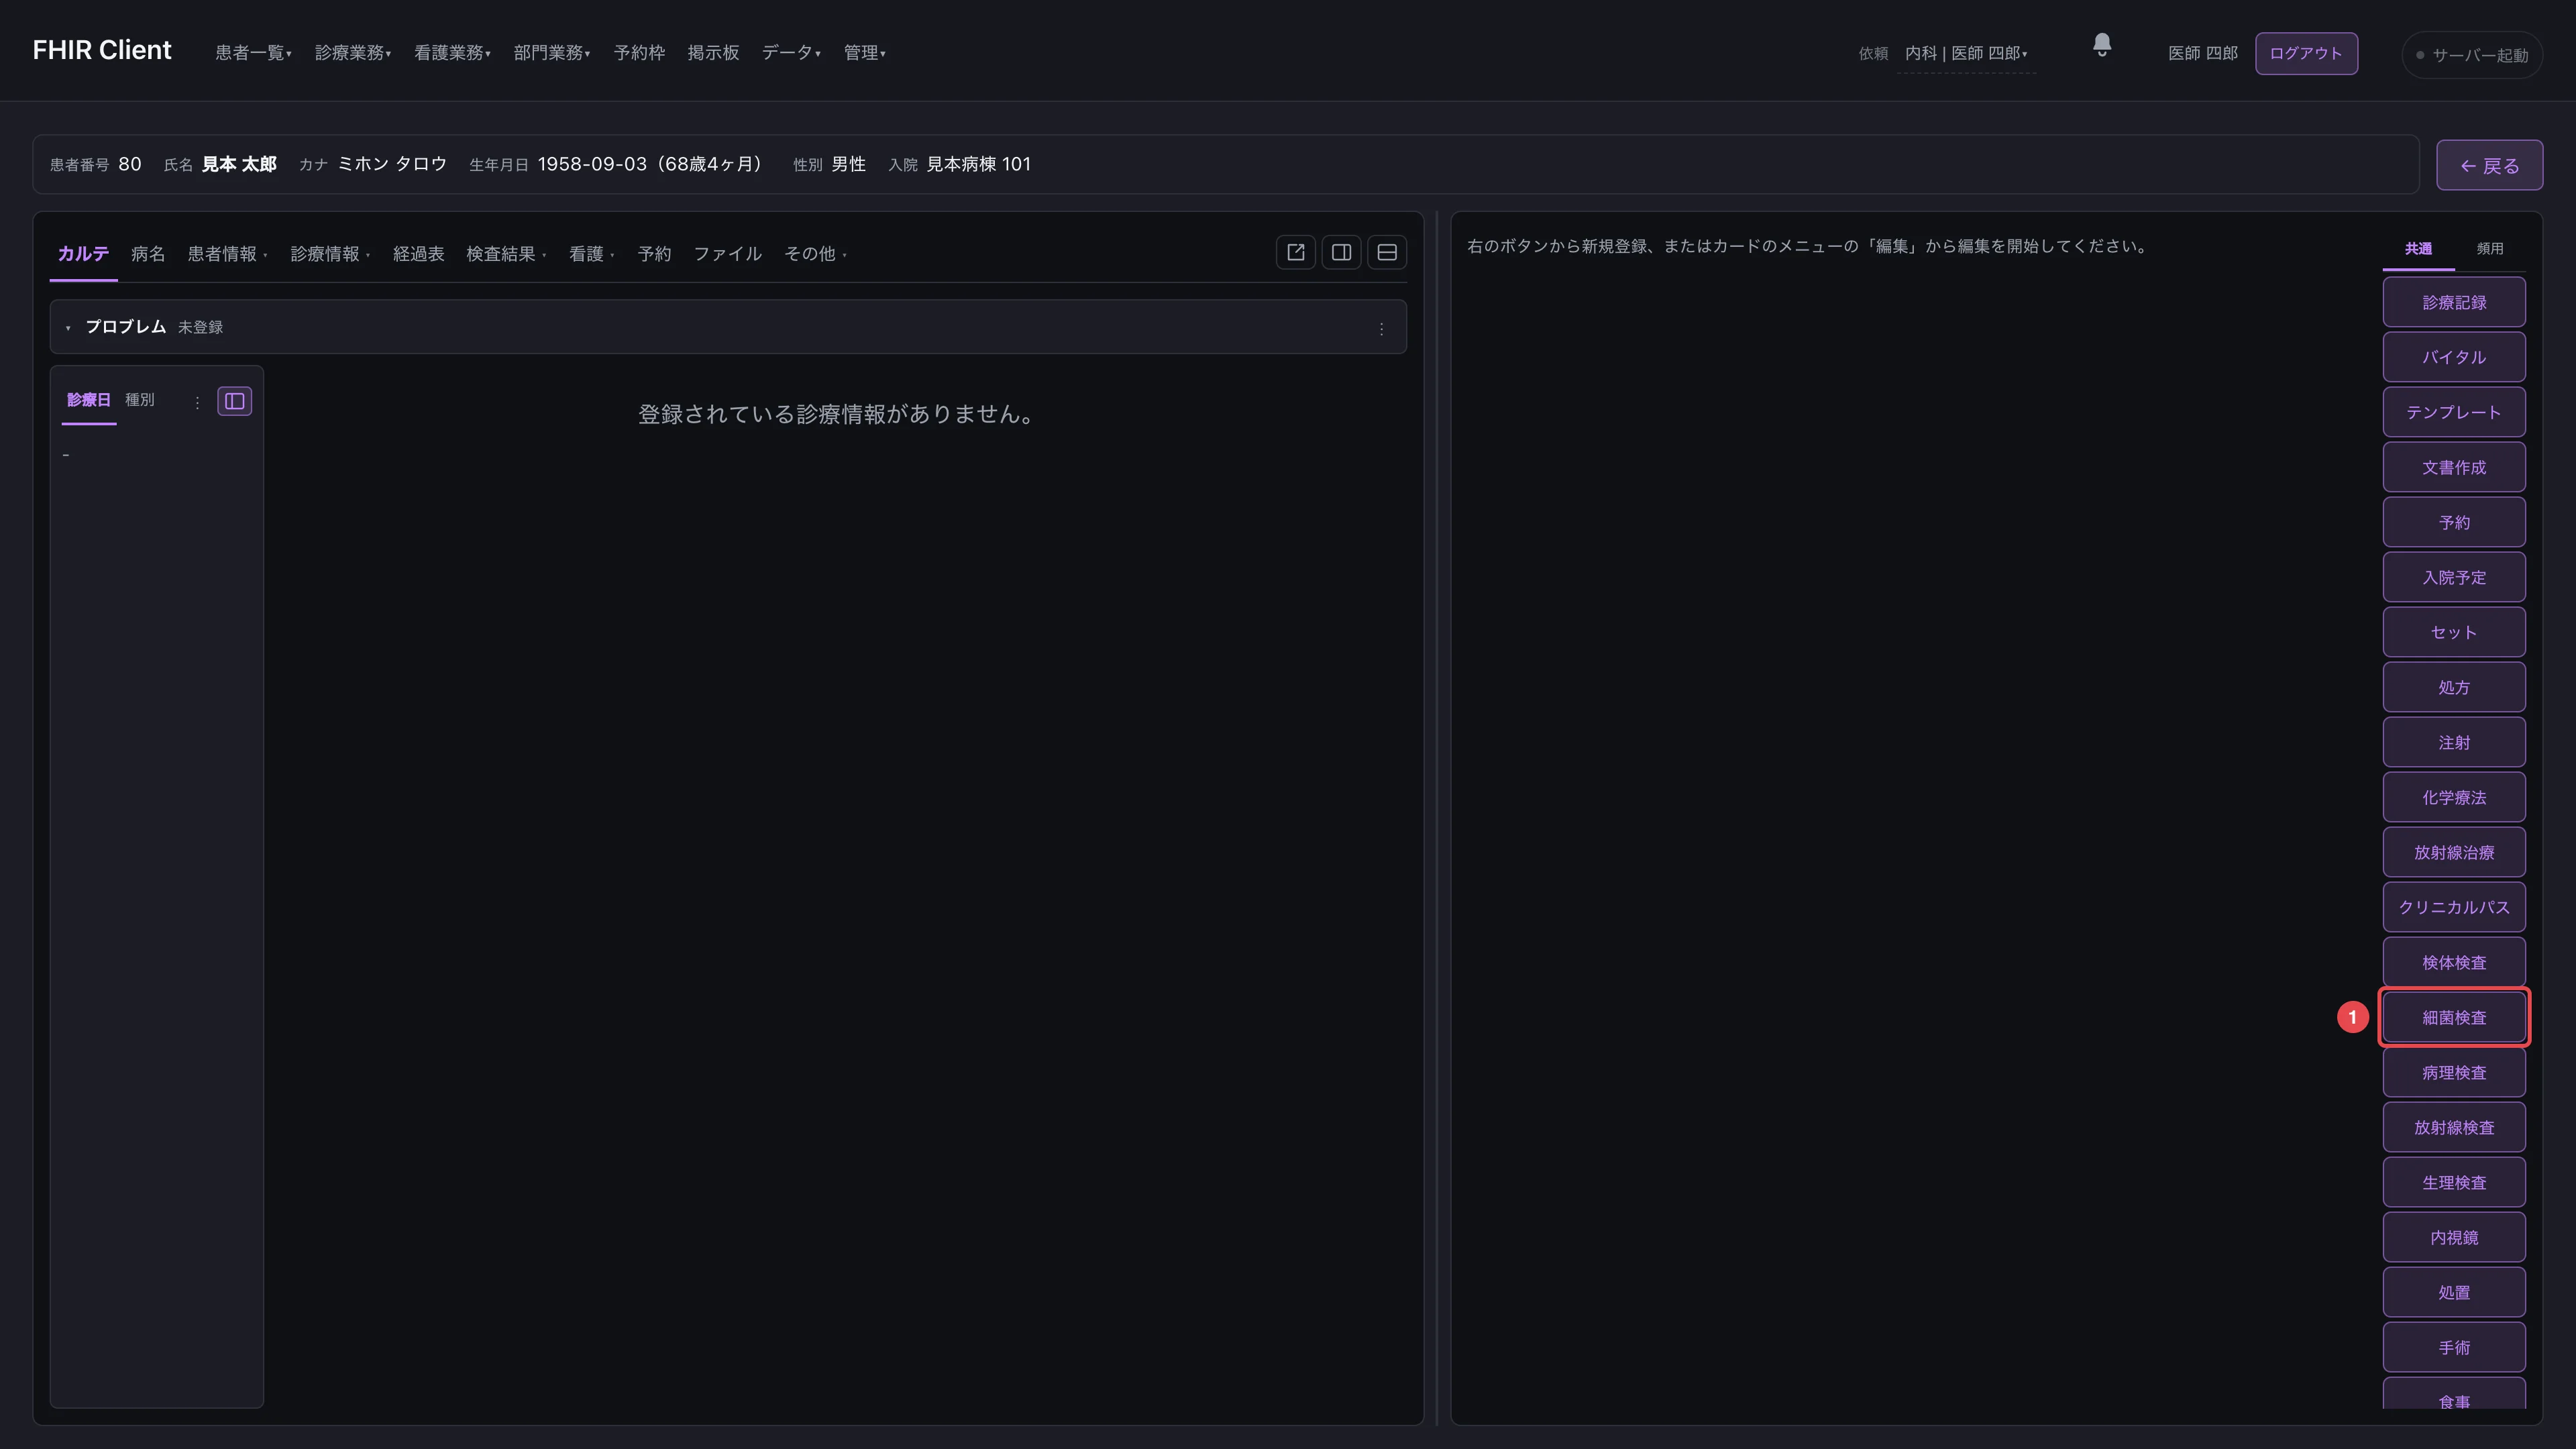 FHIR Client 患者一覧▾ 診療業務▾ 看護業務▾ 部門業務▾ 予約枠 掲示板 データ▾ 管理▾ 依頼 内科 | 医師 四郎▾ 医師 四郎 ログアウト サーバー起動
患者番号 80 氏名 見本 太郎 カナ ミホン タロウ 生年月日 1958-09-03（68歳4ヶ月） 性別 男性 入院 見本病棟 101 ← 戻る
カルテ 病名 患者情報▾ 診療情報▾ 経過表 検査結果▾ 看護▾ 予約 ファイル その他▾
プロブレム 未登録
診療日 種別
-
登録されている診療情報がありません。
右のボタンから新規登録、またはカードのメニューの「編集」から編集を開始してください。
共通 頻用
診療記録
バイタル
テンプレート
文書作成
予約
入院予定
セット
処方
注射
化学療法
放射線治療
クリニカルパス
検体検査
1 細菌検査
病理検査
放射線検査
生理検査
内視鏡
処置
手術
食事